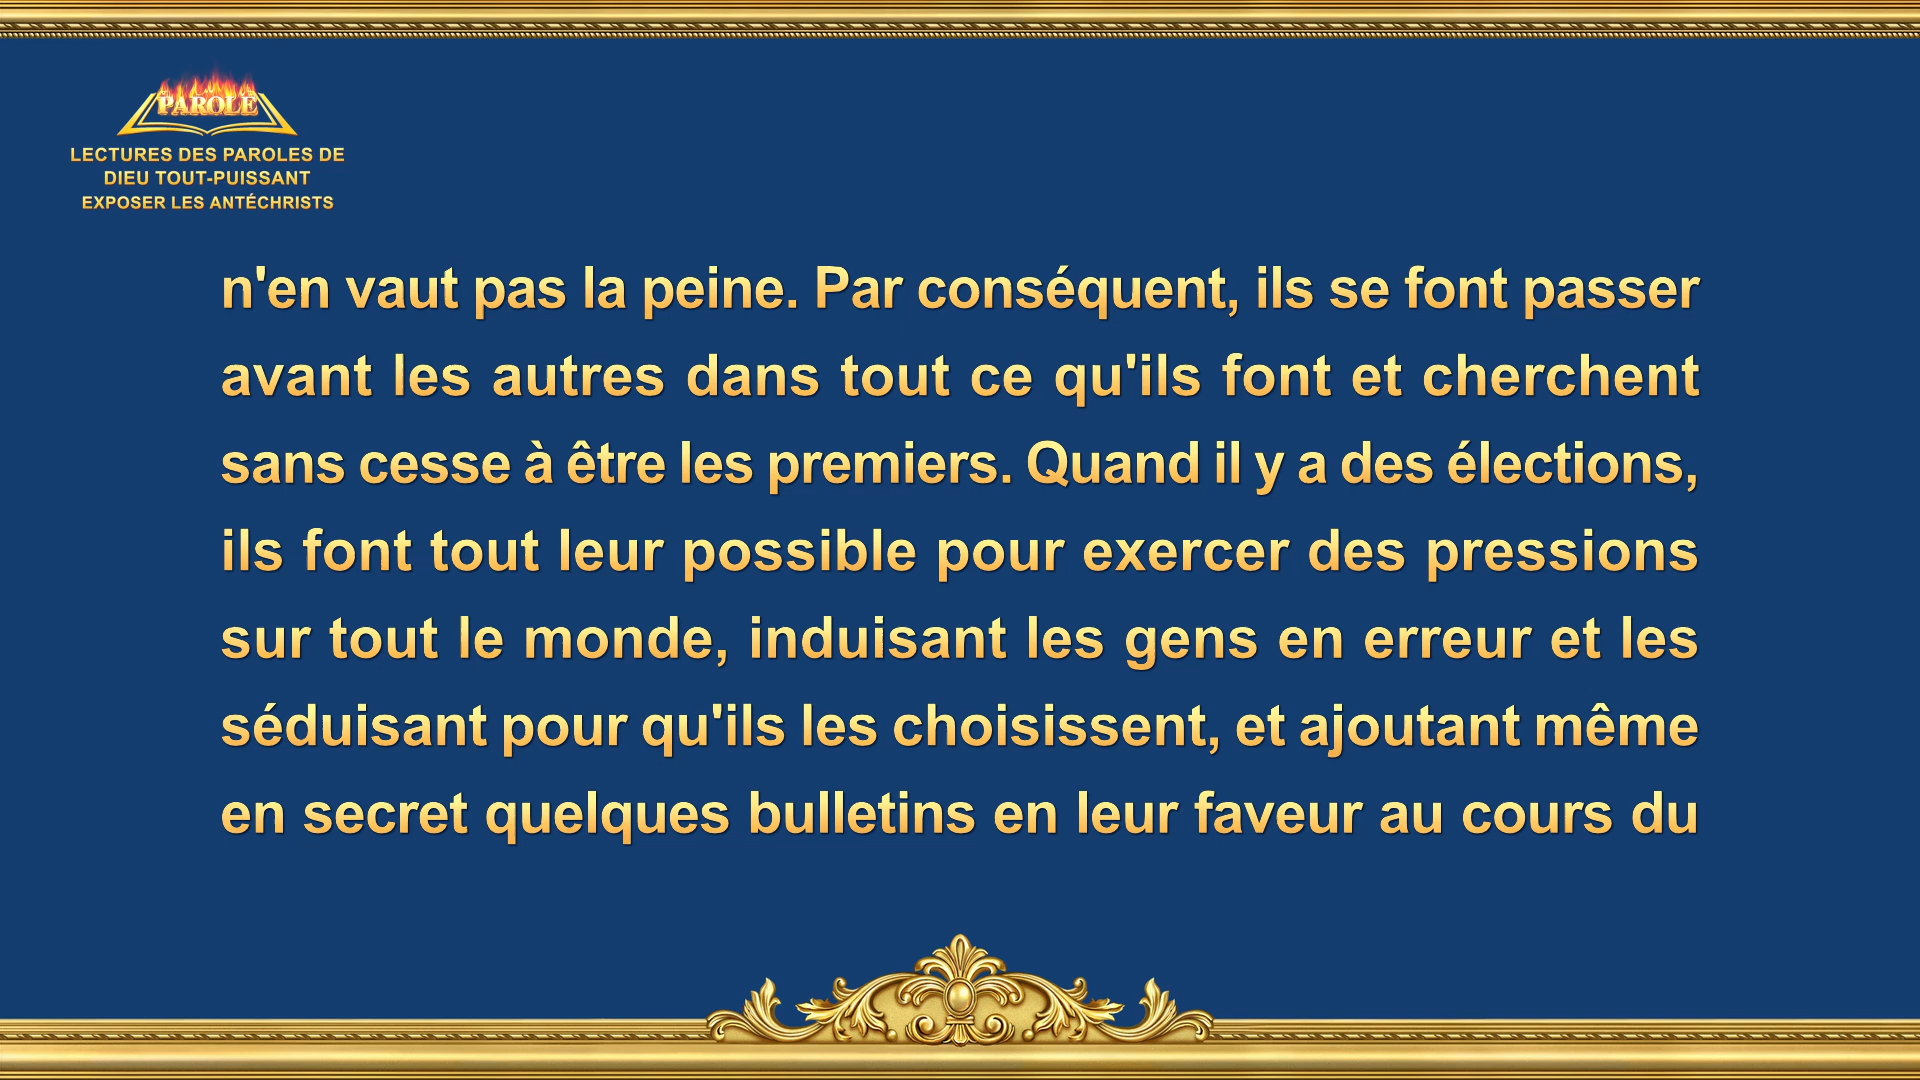 PAROLE
LECTURES DES PAROLES DE
DIEU TOUT-PUISSANT
EXPOSER LES ANTÉCHRISTS
n'en vaut pas la peine. Par conséquent, ils se font passer
avant les autres dans tout ce qu'ils font et cherchent
sans cesse à être les premiers. Quand il y a des élections,
ils font tout leur possible pour exercer des pressions
sur tout le monde, induisant les gens en erreur et les
séduisant pour qu'ils les choisissent, et ajoutant même
en secret quelques bulletins en leur faveur au cours du